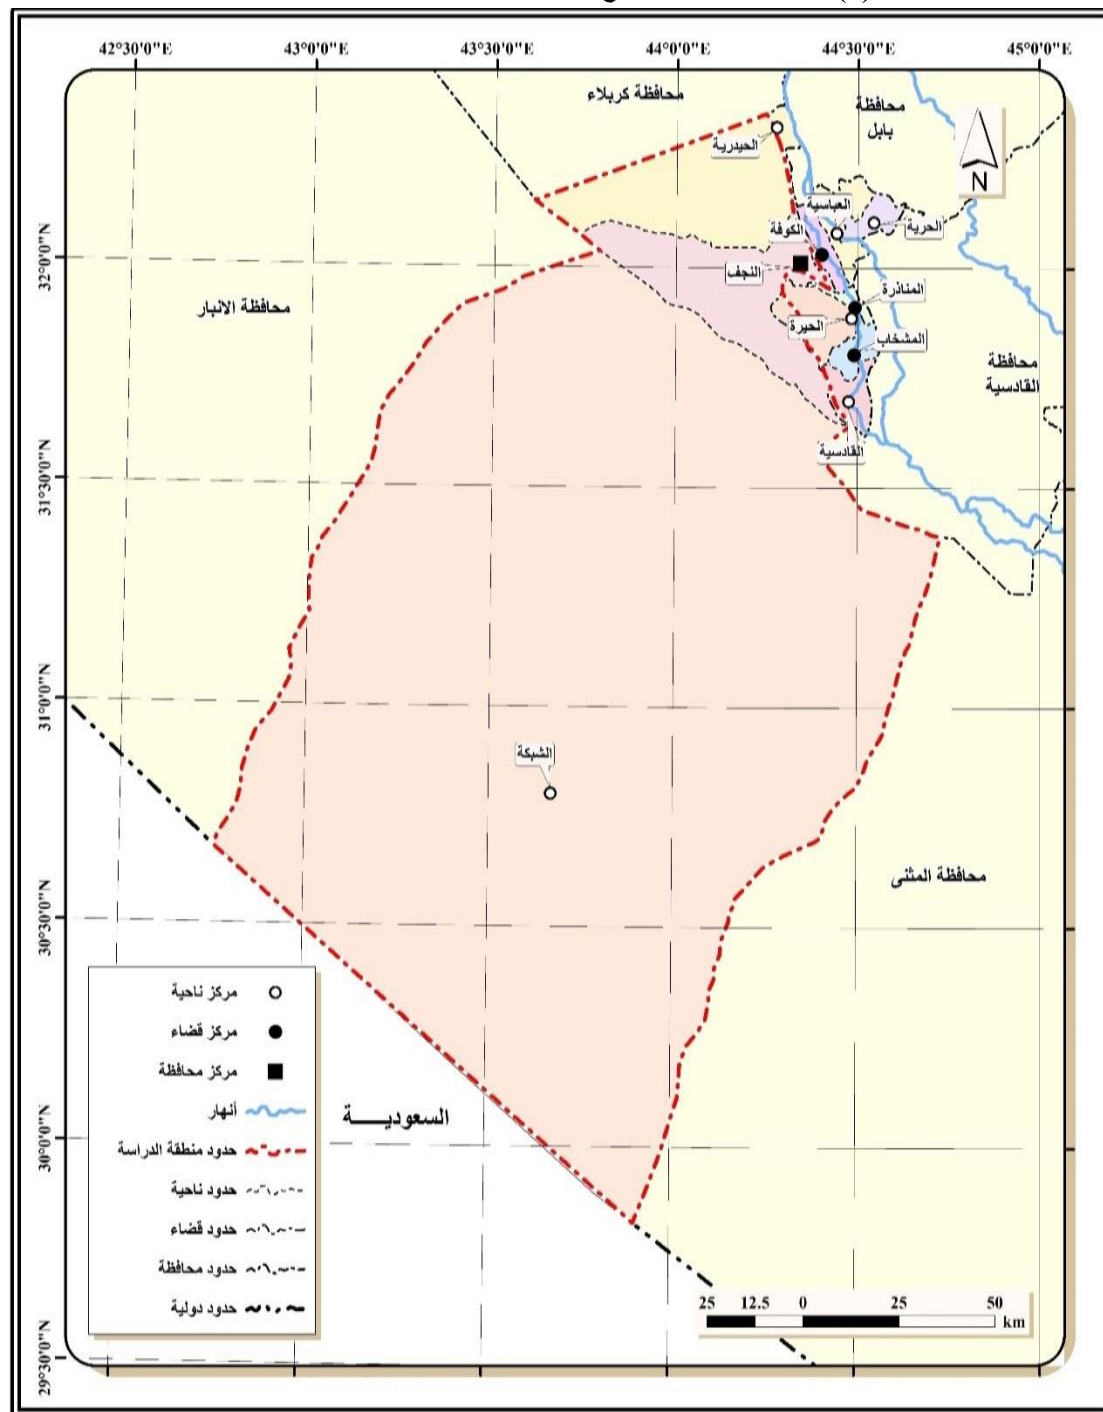 42°30'0"E
43°0'0"E
43°30'0"E
44°0'0"E
44°30'0"E
45°0'0"E
محافظة كربلاء
محافظة
بابل
الحيدرية
N
العباسية
الحرية
الكوفة
32°0'0"N
النجف
المناذرة
محافظة الانبار
الحيرة
المشخاب
محافظة
القادسية
القادسية
31°30'0"N
31°0'0"N
الشبكة
محافظة المثنى
30°30'0"N
مركز ناحية
مركز قضاء
مركز محافظة
أنهار
حدود منطقة الدراسة
حدود ناحية
حدود قضاء
حدود محافظة
حدود دولية
السعوديـــــة
30°0'0"N
25 12.5 0 25 50
km
29°30'0"N